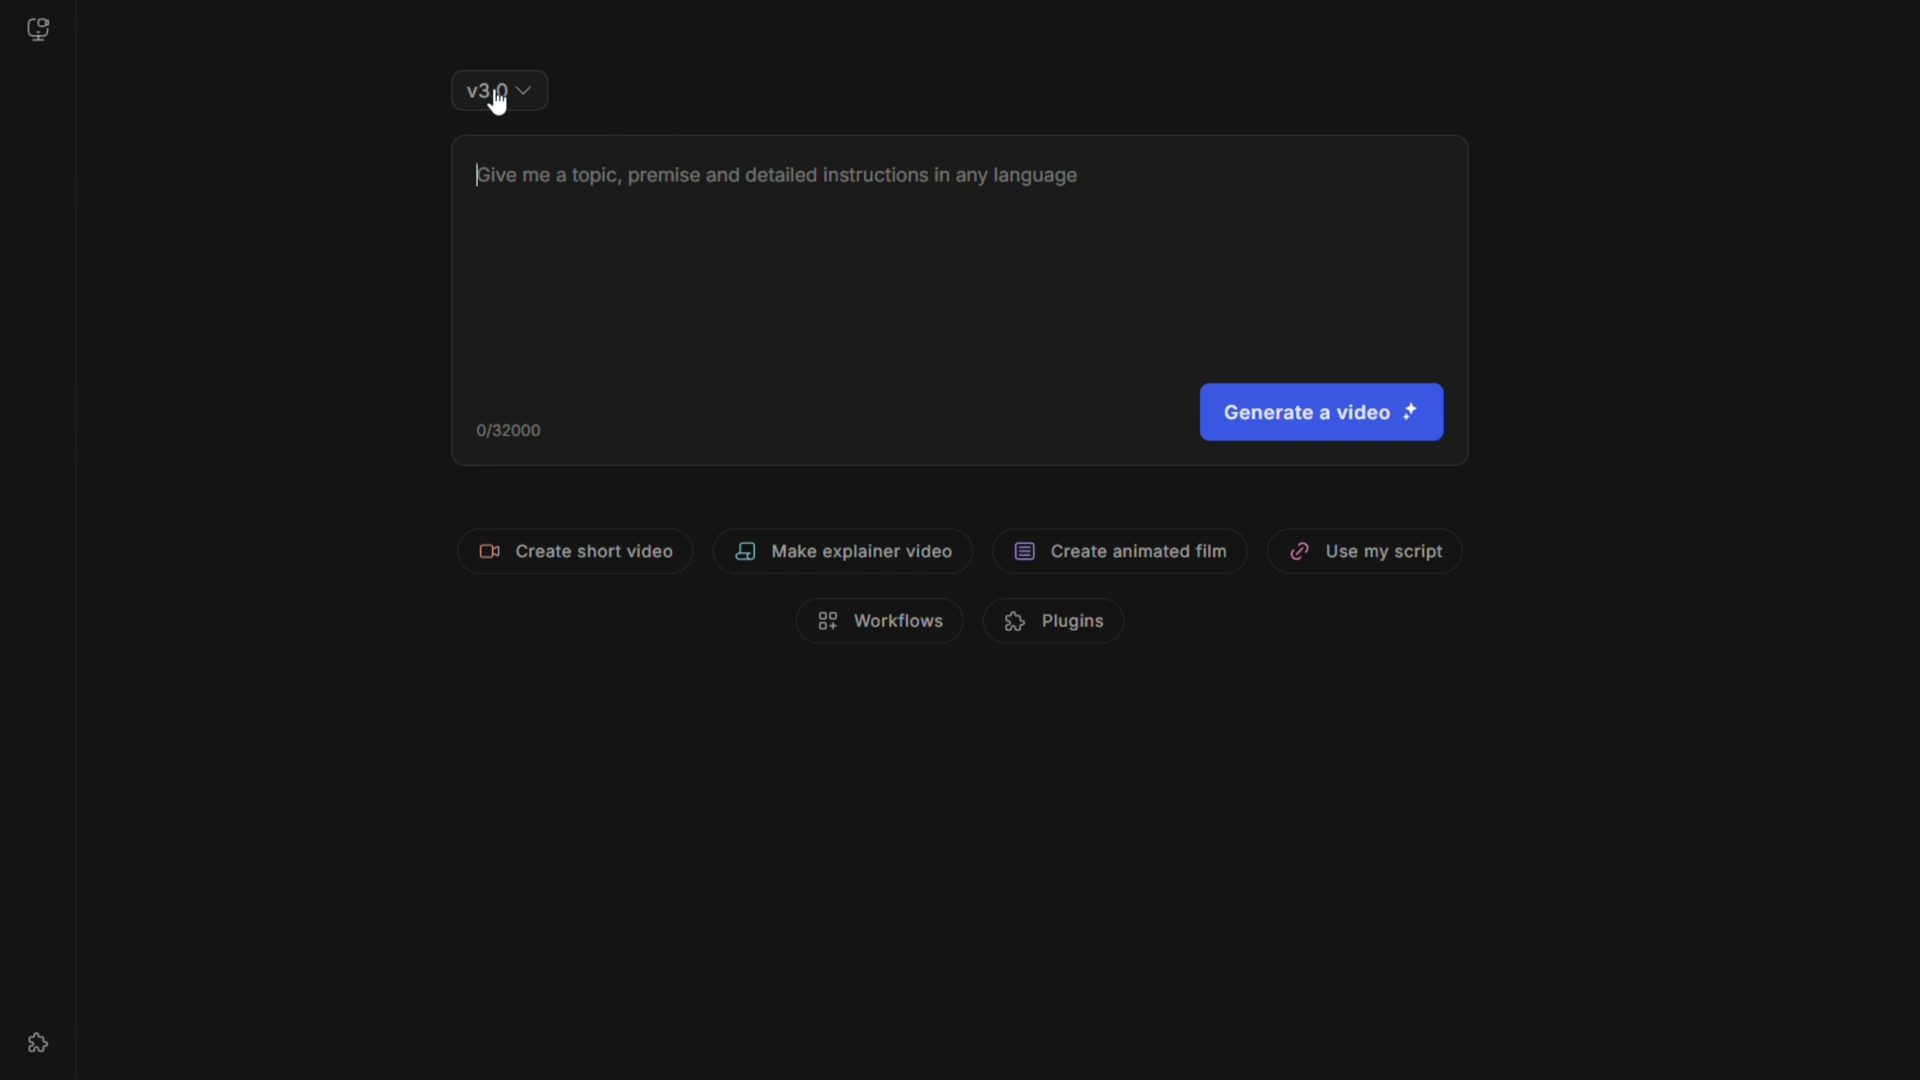 v3.0
Give me a topic, premise and detailed instructions in any language
0/32000
Generate a video
Create short video
Make explainer video
Create animated film
Use my script
Workflows
Plugins